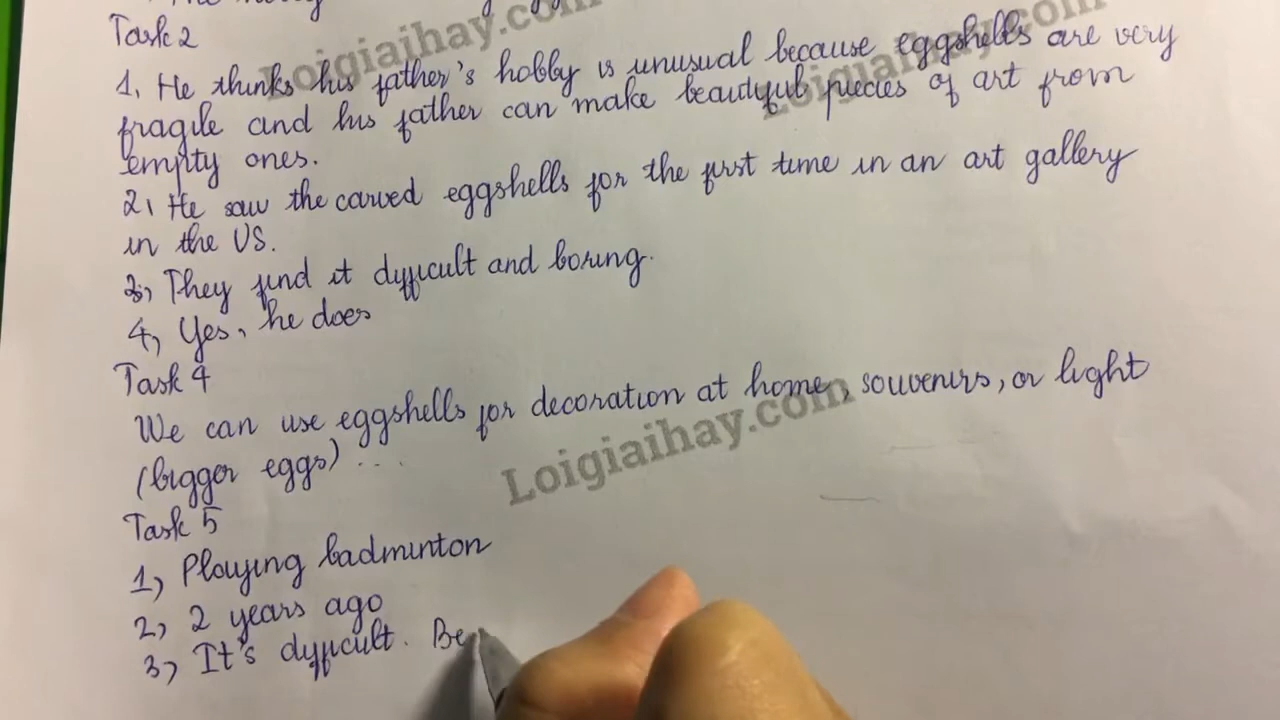 Task 2
1, He thinks his father's hobby is unusual because eggshells are very
fragile and his father can make beautiful piecies of art from
empty ones.
2, He saw the carved eggshells for the first time in an art gallery
in the US.
3, They find it difficult and boring.
4, Yes, he does
Task 4
We can use eggshells for decoration at home, souvenirs, or light
(bigger eggs) ...
Task 5
1, Playing badminton
2, 2 years ago
3, It's difficult. Be
Loigiaihay.com
Loigiaihay.com
Loigiaihay.com